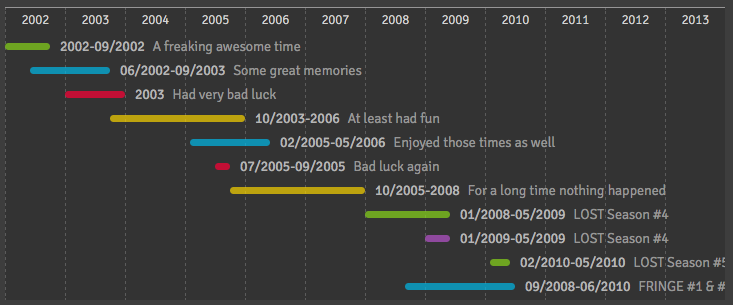 2002 2003 2004 2005 2006 2007 2008 2009 2010 2011 2012 2013
2002-09/2002 A freaking awesome time
06/2002-09/2003 Some great memories
2003 Had very bad luck
10/2003-2006 At least had fun
02/2005-05/2006 Enjoyed those times as well
07/2005-09/2005 Bad luck again
10/2005-2008 For a long time nothing happened
01/2008-05/2009 LOST Season #4
01/2009-05/2009 LOST Season #4
02/2010-05/2010 LOST Season #5
09/2008-06/2010 FRINGE #1 & #